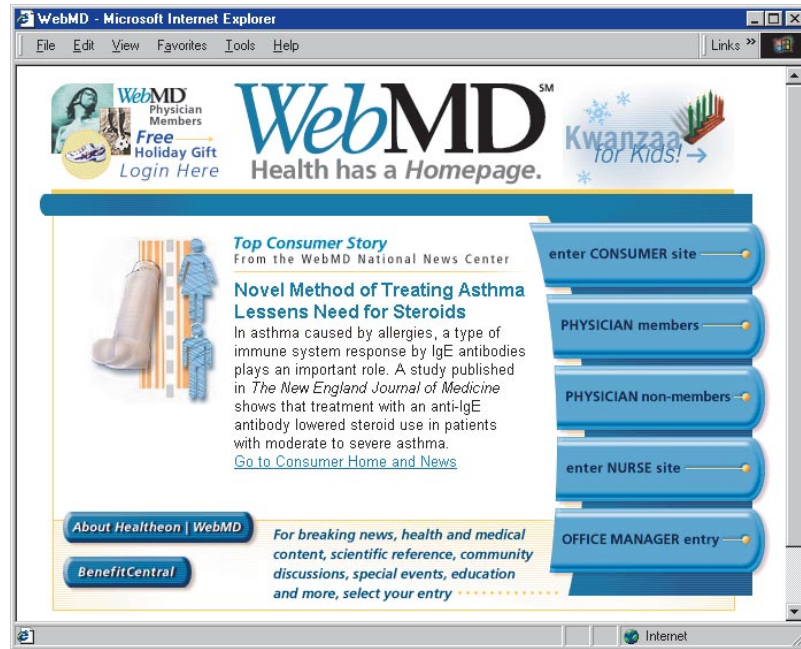 WebMD - Microsoft Internet Explorer
File Edit View Favorites Tools Help
Links »
WebMD
Physician
Members
Free
Holiday Gift
Login Here
WebMD SM
Health has a Homepage.
Kwanzaa
for Kids!
Top Consumer Story
From the WebMD National News Center
Novel Method of Treating Asthma
Lessens Need for Steroids
In asthma caused by allergies, a type of
immune system response by IgE antibodies
plays an important role. A study published
in The New England Journal of Medicine
shows that treatment with an anti-IgE
antibody lowered steroid use in patients
with moderate to severe asthma.
Go to Consumer Home and News
enter CONSUMER site
PHYSICIAN members
PHYSICIAN non-members
enter NURSE site
OFFICE MANAGER entry
About Healtheon | WebMD
BenefitCentral
For breaking news, health and medical
content, scientific reference, community
discussions, special events, education
and more, select your entry
Internet